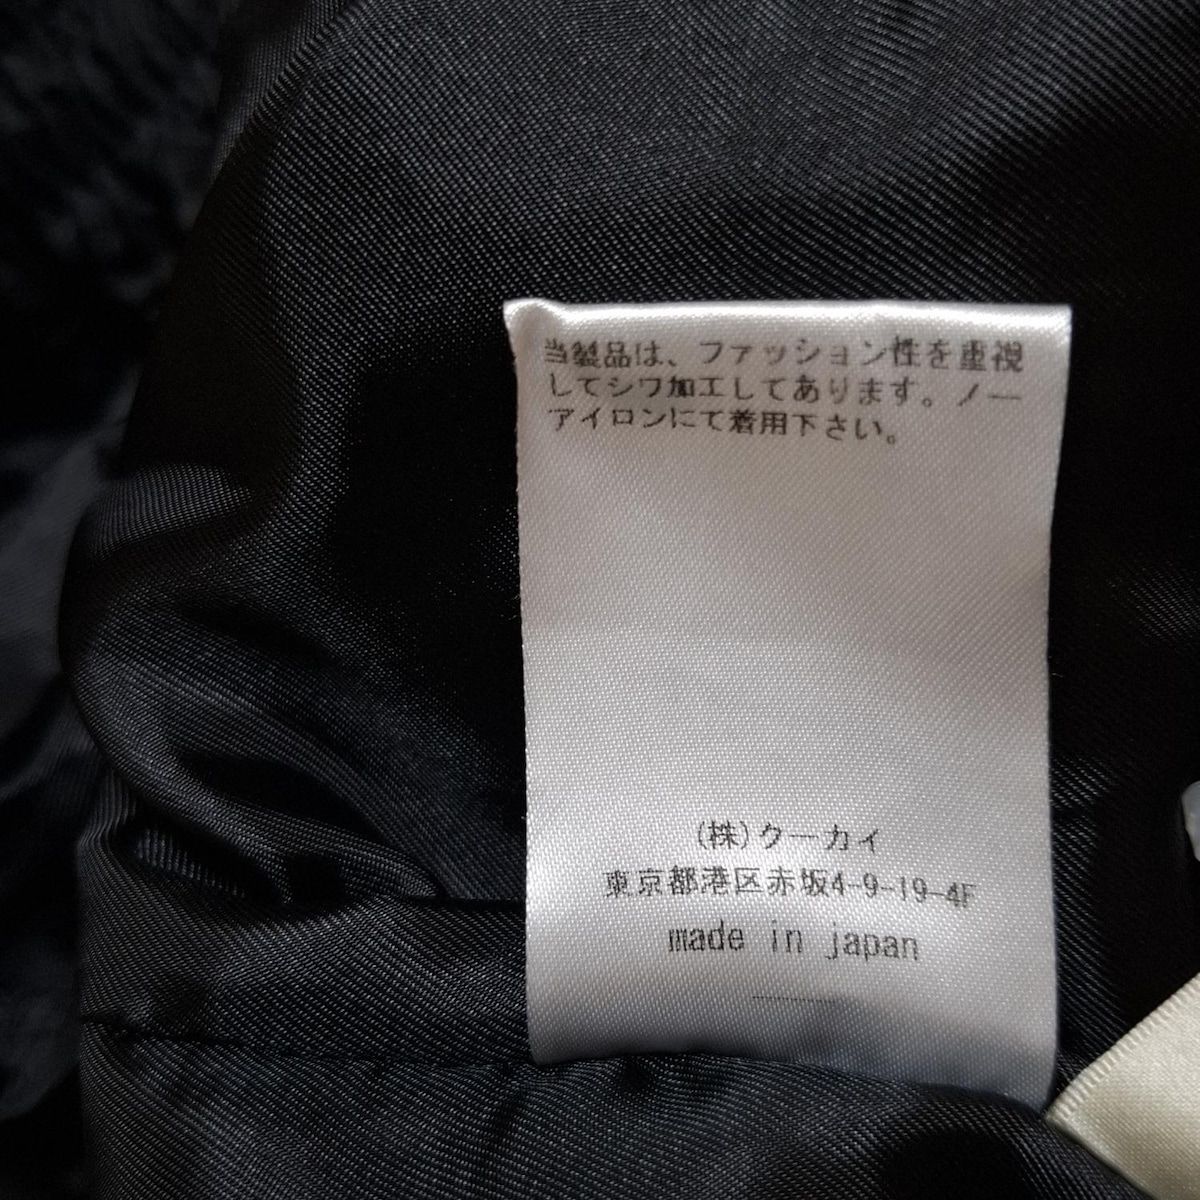 当製品は、ファッション性を重視
してシワ加工してあります。ノー
アイロンにて着用下さい。
(株)クーカイ
東京都港区赤坂4-9-19-4F
made in japan